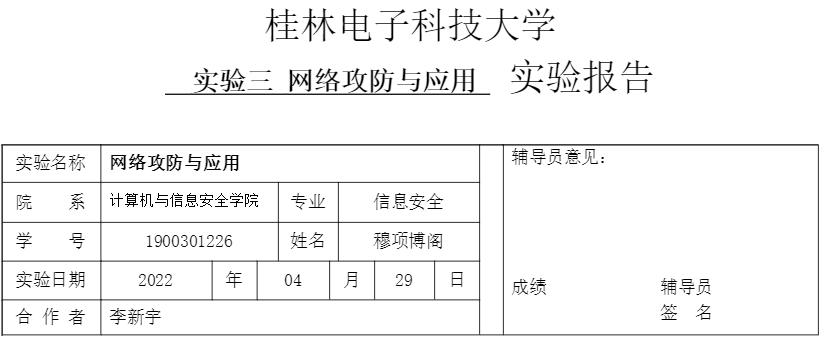 桂林电子科技大学
实验三 网络攻防与应用 实验报告
实验名称 网络攻防与应用 辅导员意见：
院 系 计算机与信息安全学院 专业 信息安全
学 号 1900301226 姓名 穆项博阁
实验日期 2022 年 04 月 29 日 成绩 辅导员
签 名
合 作 者 李新宇